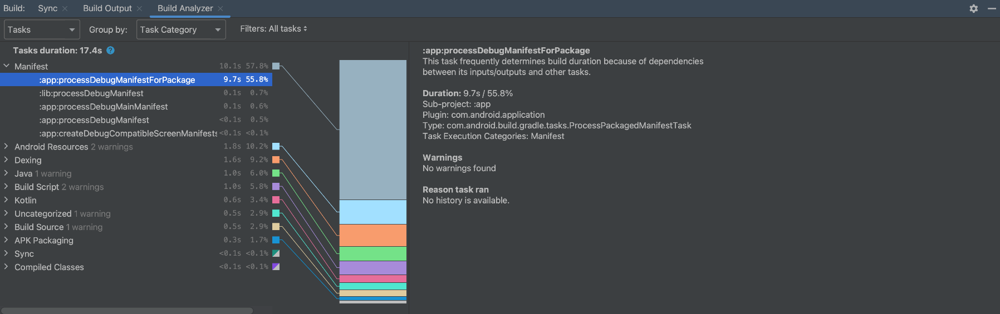 Build: Sync Build Output Build Analyzer
Tasks Group by: Task Category Filters: All tasks
Tasks duration: 17.4s ?
Manifest 10.1s 57.8%
:app:processDebugManifestForPackage 9.7s 55.8%
:lib:processDebugManifest 0.1s 0.7%
:app:processDebugMainManifest 0.1s 0.6%
:app:processDebugManifest <0.1s 0.5%
:app:createDebugCompatibleScreenManifests <0.1s <0.1%
Android Resources 2 warnings 1.8s 10.2%
Dexing 1.6s 9.2%
Java 1 warning 1.0s 6.0%
Build Script 2 warnings 1.0s 5.8%
Kotlin 0.6s 3.4%
Uncategorized 1 warning 0.5s 2.9%
Build Source 1 warning 0.5s 2.9%
APK Packaging 0.3s 1.7%
Sync <0.1s <0.1%
Compiled Classes <0.1s <0.1%
:app:processDebugManifestForPackage
This task frequently determines build duration because of dependencies
between its inputs/outputs and other tasks.
Duration: 9.7s / 55.8%
Sub-project: :app
Plugin: com.android.application
Type: com.android.build.gradle.tasks.ProcessPackagedManifestTask
Task Execution Categories: Manifest
Warnings
No warnings found
Reason task ran
No history is available.